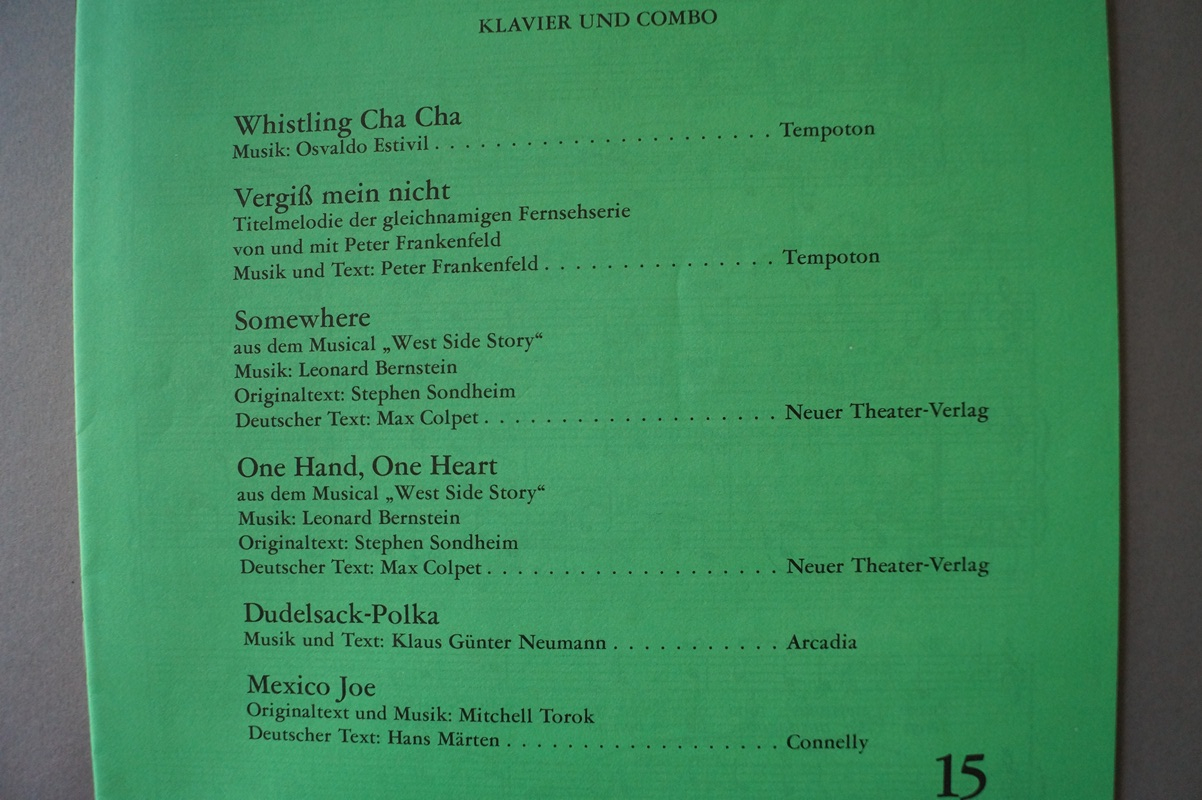 KLAVIER UND COMBO
Whistling Cha Cha
Musik: Osvaldo Estivil . . . . . . . . . . . . . . . . . . . . . . Tempoton
Vergiß mein nicht
Titelmelodie der gleichnamigen Fernsehserie
von und mit Peter Frankenfeld
Musik und Text: Peter Frankenfeld . . . . . . . . . . . . . . . Tempoton
Somewhere
aus dem Musical „West Side Story“
Musik: Leonard Bernstein
Originaltext: Stephen Sondheim
Deutscher Text: Max Colpet . . . . . . . . . . . . . . . . . . . Neuer Theater-Verlag
One Hand, One Heart
aus dem Musical „West Side Story“
Musik: Leonard Bernstein
Originaltext: Stephen Sondheim
Deutscher Text: Max Colpet . . . . . . . . . . . . . . . . . . . Neuer Theater-Verlag
Dudelsack-Polka
Musik und Text: Klaus Günter Neumann . . . . . . . . . . . Arcadia
Mexico Joe
Originaltext und Musik: Mitchell Torok
Deutscher Text: Hans Märten . . . . . . . . . . . . . . . . . . Connelly
15